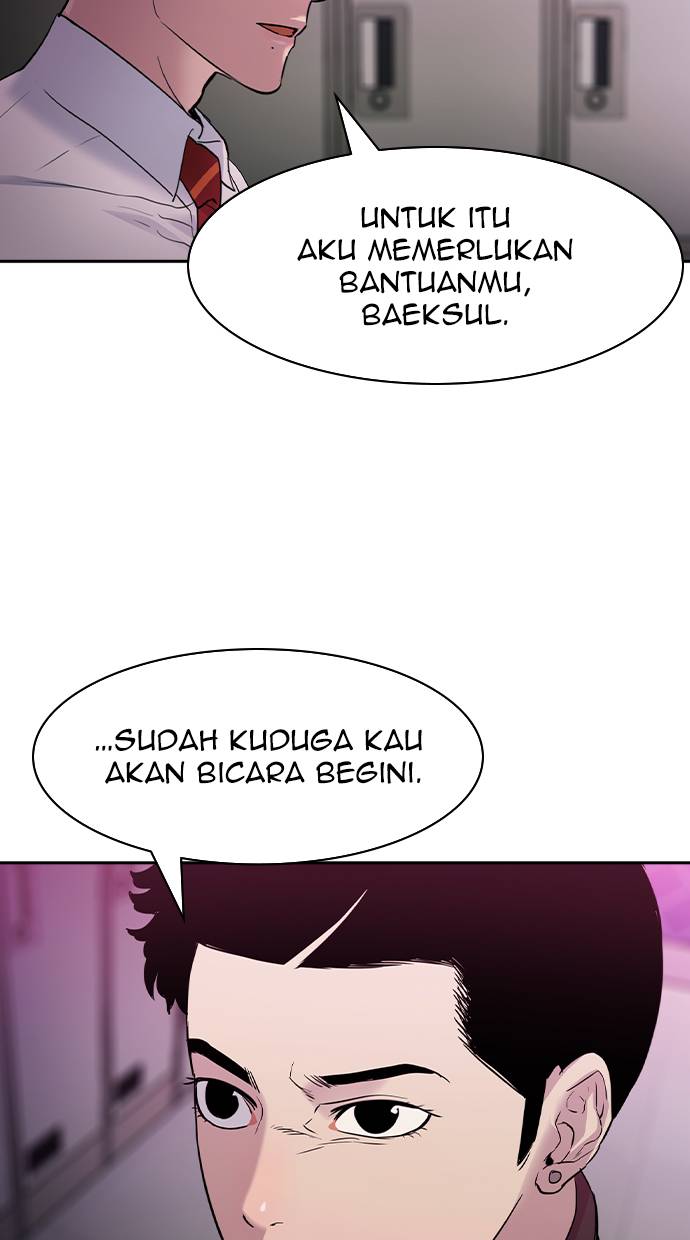 UNTUK ITU
AKU MEMERLUKAN
BANTUANMU,
BAEKSUL.
...SUDAH KUDUGA KAU
AKAN BICARA BEGINI.